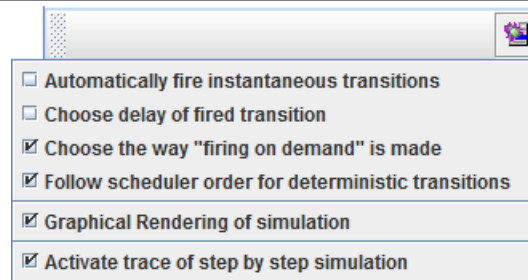 Automatically fire instantaneous transitions
Choose delay of fired transition
Choose the way "firing on demand" is made
Follow scheduler order for deterministic transitions
Graphical Rendering of simulation
Activate trace of step by step simulation